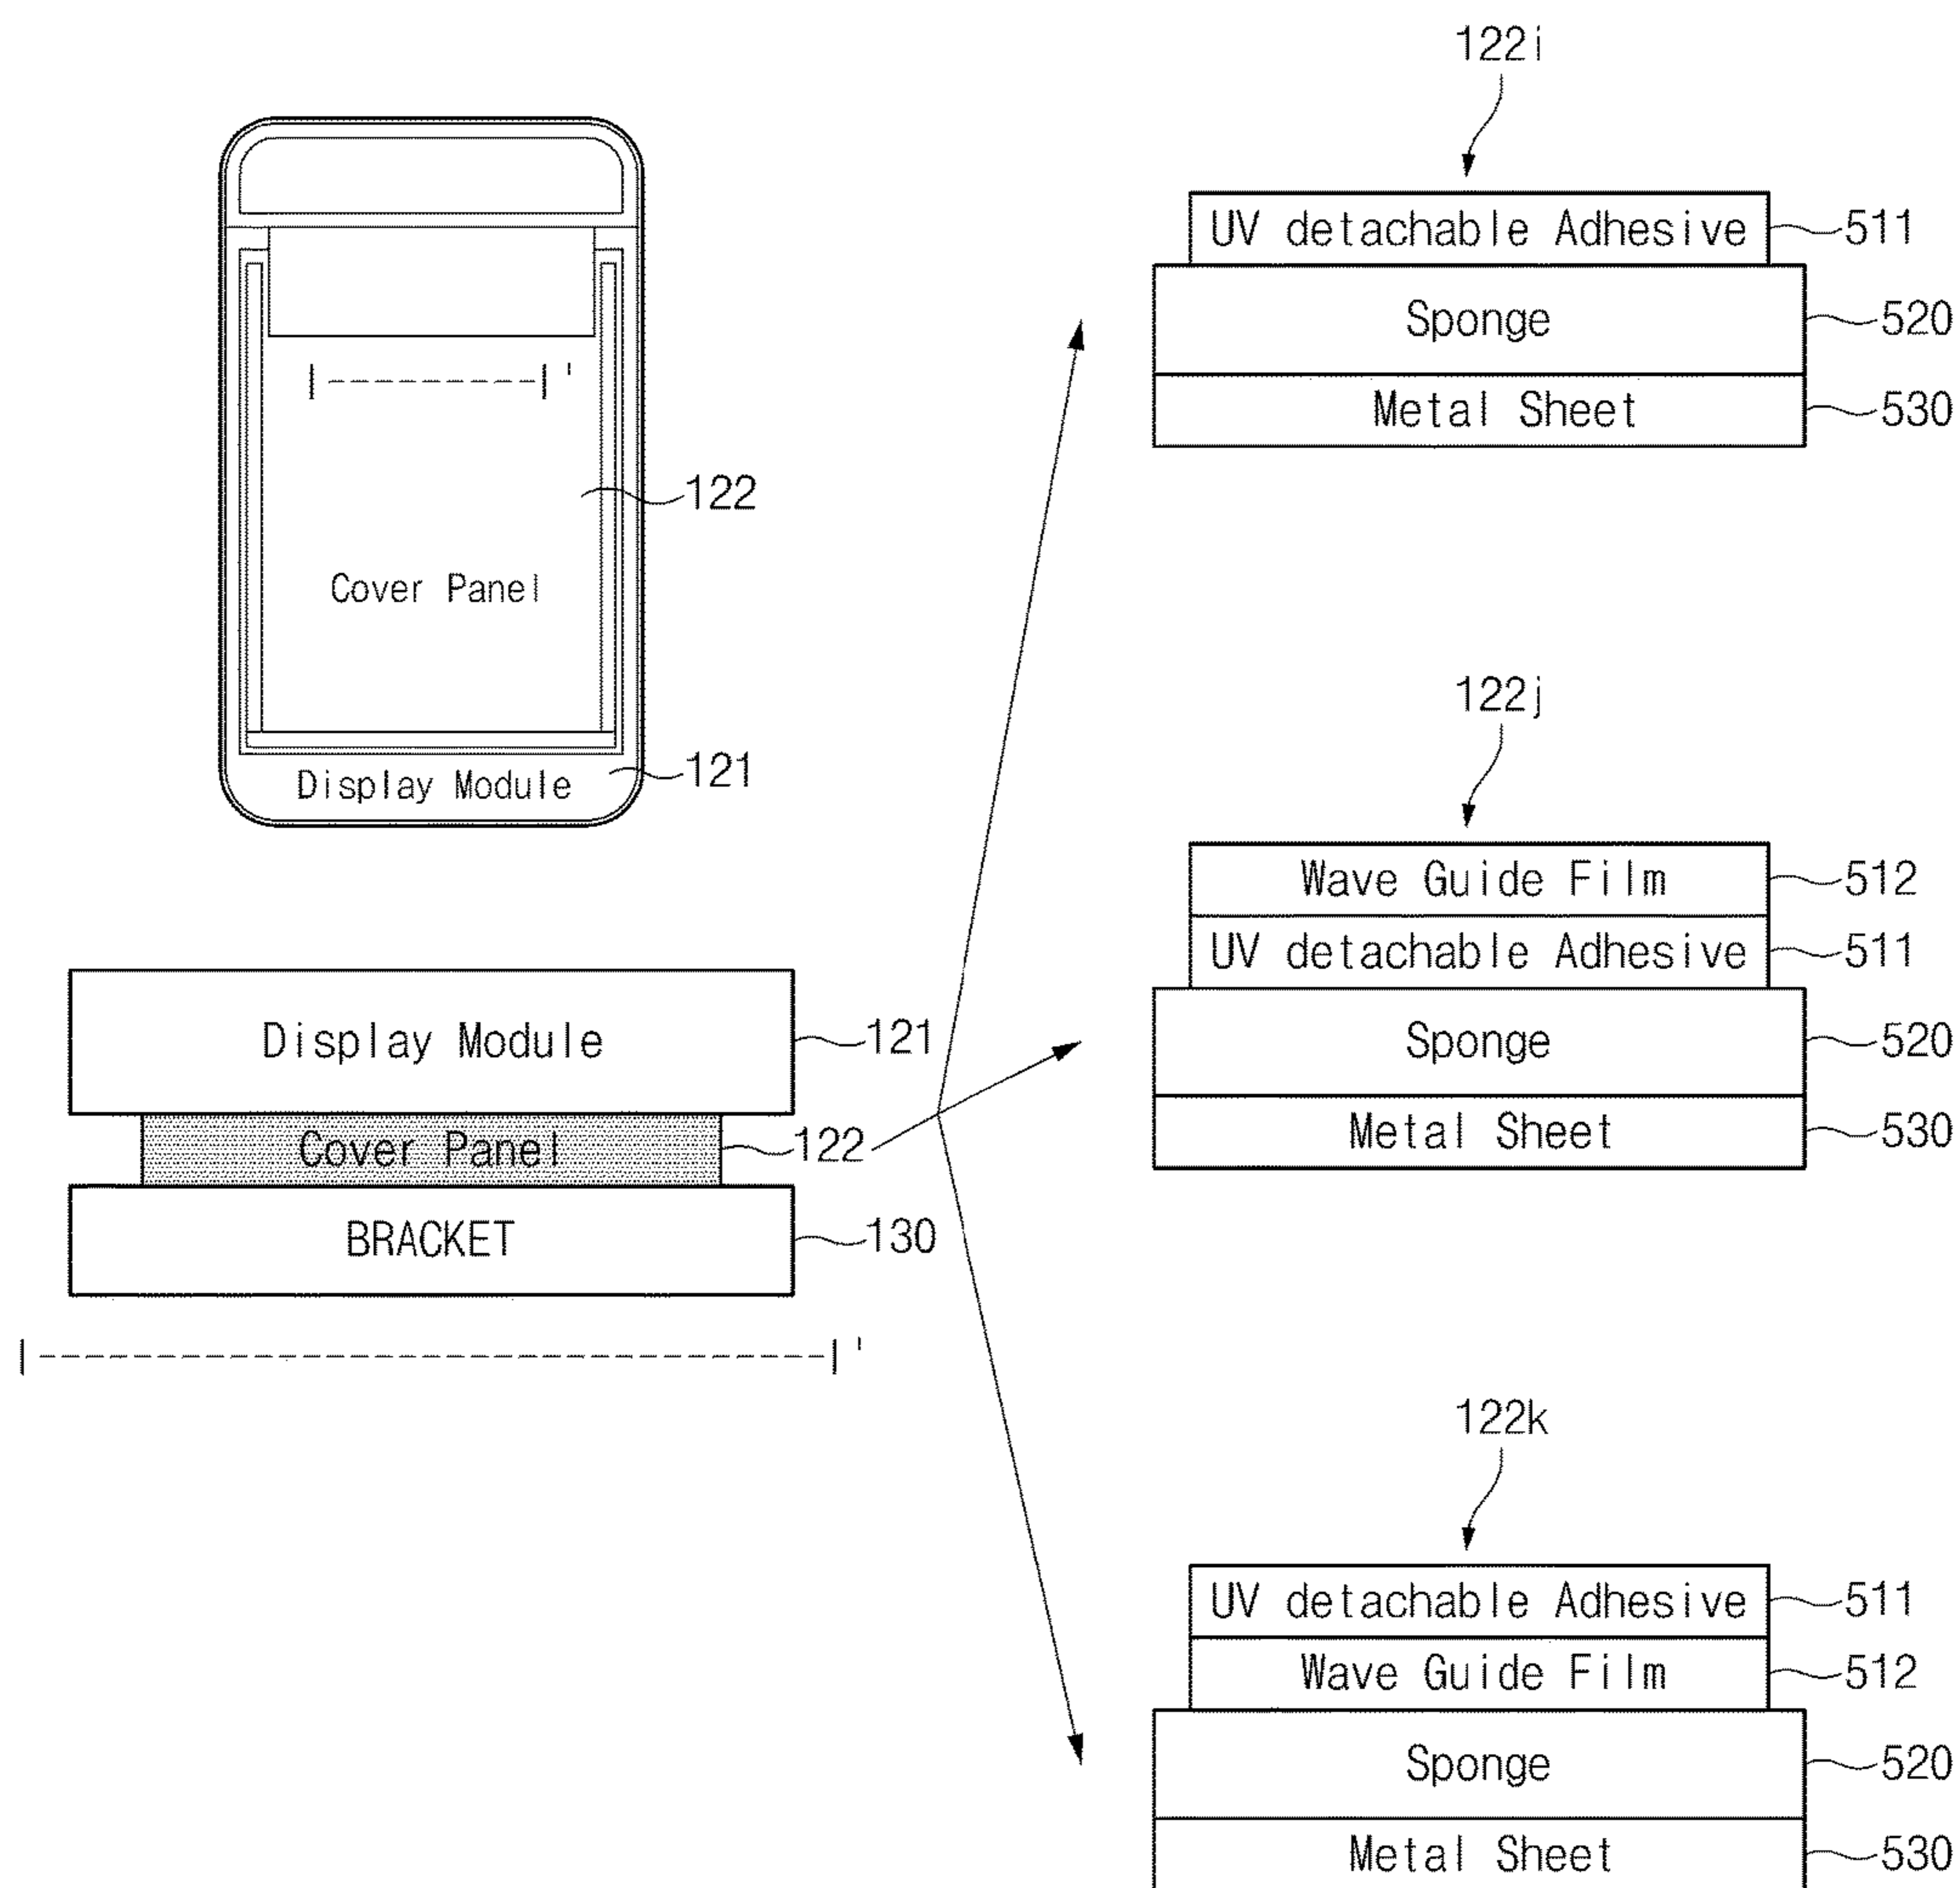 122i
UV detachable Adhesive
511
Sponge
520
Metal Sheet
530
I I'
122
Cover Panel
Display Module
121
122j
Wave Guide Film
512
UV detachable Adhesive
511
Sponge
520
Metal Sheet
530
Display Module
121
Cover Panel
122
BRACKET
130
I I'
122k
UV detachable Adhesive
511
Wave Guide Film
512
Sponge
520
Metal Sheet
530